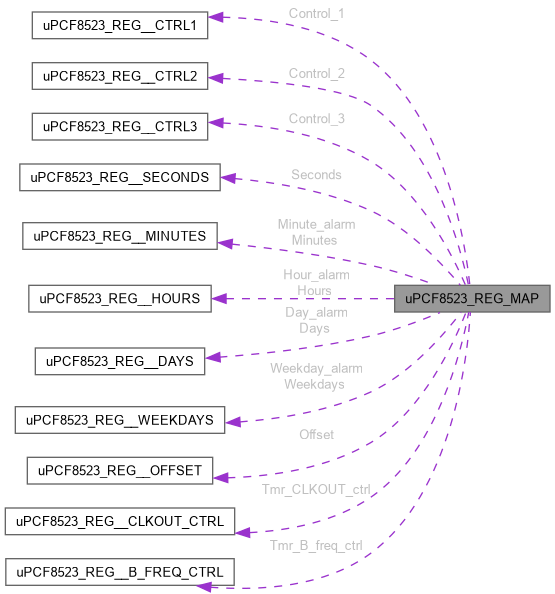 uPCF8523_REG__CTRL1
Control_1
uPCF8523_REG__CTRL2
Control_2
uPCF8523_REG__CTRL3
Control_3
uPCF8523_REG__SECONDS
Seconds
uPCF8523_REG__MINUTES
Minute_alarm
Minutes
uPCF8523_REG__HOURS
Hour_alarm
Hours
uPCF8523_REG_MAP
uPCF8523_REG__DAYS
Day_alarm
Days
uPCF8523_REG__WEEKDAYS
Weekday_alarm
Weekdays
uPCF8523_REG__OFFSET
Offset
uPCF8523_REG__CLKOUT_CTRL
Tmr_CLKOUT_ctrl
uPCF8523_REG__B_FREQ_CTRL
Tmr_B_freq_ctrl